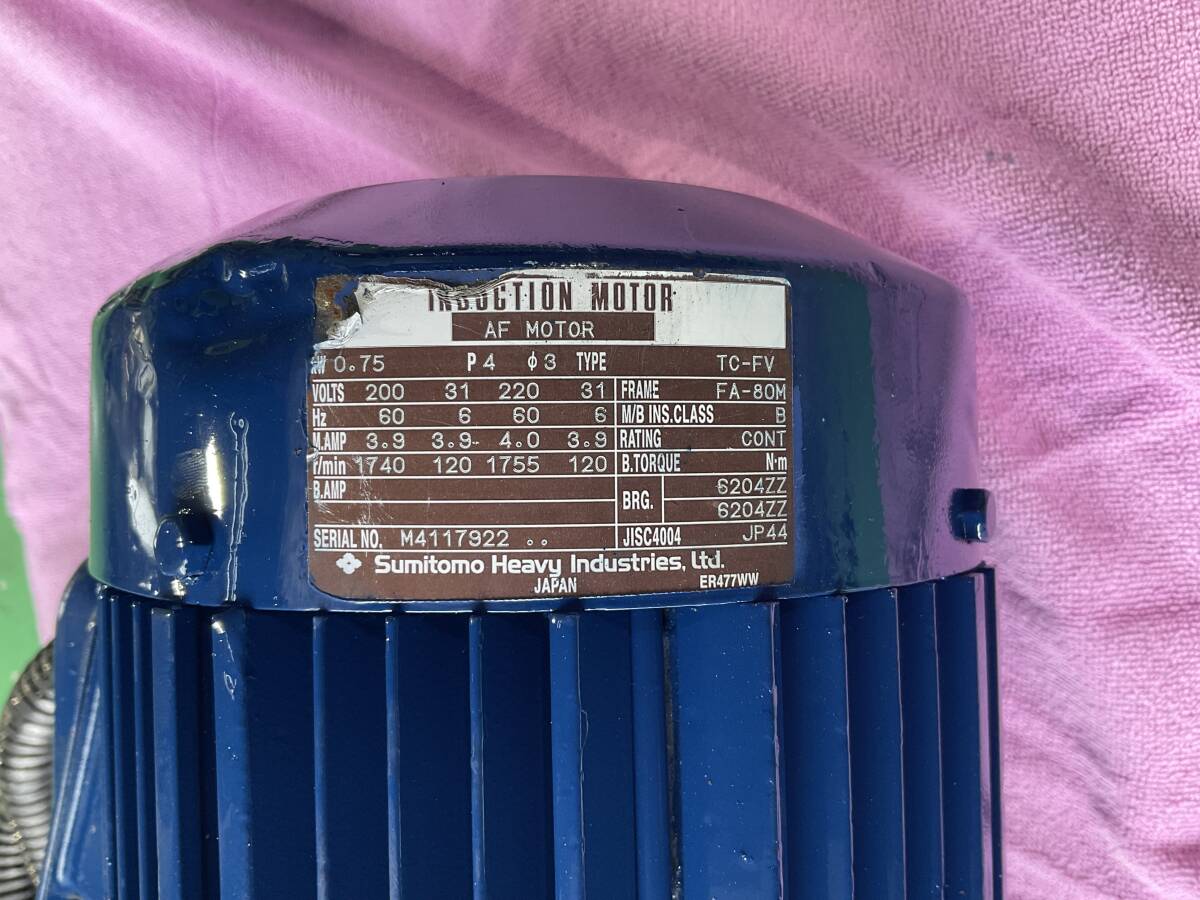 INDUCTION MOTOR
AF MOTOR
kW 0.75 P 4 φ 3 TYPE TC-FV
VOLTS 200 31 220 31 FRAME FA-80M
Hz 60 6 60 6 M/B INS.CLASS B
M.AMP 3.9 3.9 4.0 3.9 RATING CONT
r/min 1740 120 1755 120 B.TORQUE N·m
B.AMP BRG. 6204ZZ
6204ZZ
SERIAL NO. M4117922 .. JISC4004 JP44
Sumitomo Heavy Industries, Ltd.
JAPAN ER477WW